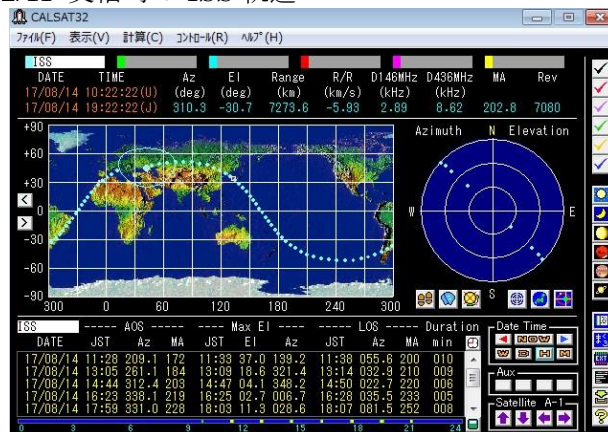 CALSAT32
ファイル(F) 表示(V) 計算(C) コントロール(R) ヘルプ(H)
ISS
DATE TIME Az El Range R/R D146MHz D436MHz MA Rev
17/08/14 10:22:22(U) (deg) (deg) (km) (km/s) (kHz) (kHz)
17/08/14 19:22:22(J) 310.3 -30.7 7273.6 -5.93 2.89 8.62 202.8 7080
+90 Azimuth N Elevation
+60
+30
0 W E
-30
-60
-90 S
300 0 60 120 180 240 300
ISS ----- AOS ----- ---- Max El ---- ----- LOS ----- Duration Date Time
DATE JST Az MA JST El Az JST Az MA min NOW
17/08/14 11:28 209.1 172 11:33 37.0 139.2 11:38 055.6 200 010 W D H M
17/08/14 13:05 261.1 184 13:09 18.6 321.4 13:14 032.9 210 009 Aux
17/08/14 14:44 312.4 203 14:47 04.1 348.2 14:50 022.7 220 006
17/08/14 16:23 338.1 219 16:25 02.7 006.7 16:28 035.5 233 005 Satellite A-1
17/08/14 17:59 331.0 228 18:03 11.3 028.6 18:07 081.5 252 008
0 3 6 9 12 15 18 21 24